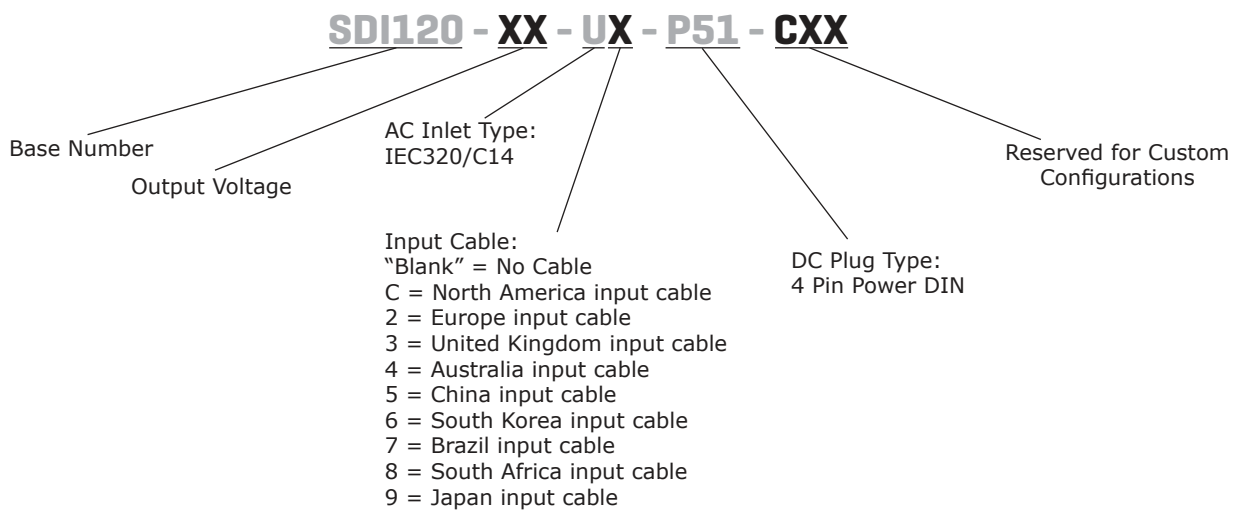 SDI120 - XX - UX - P51 - CXX
Base Number
Output Voltage
AC Inlet Type:
IEC320/C14
Input Cable:
“Blank” = No Cable
C = North America input cable
2 = Europe input cable
3 = United Kingdom input cable
4 = Australia input cable
5 = China input cable
6 = South Korea input cable
7 = Brazil input cable
8 = South Africa input cable
9 = Japan input cable
DC Plug Type:
4 Pin Power DIN
Reserved for Custom
Configurations